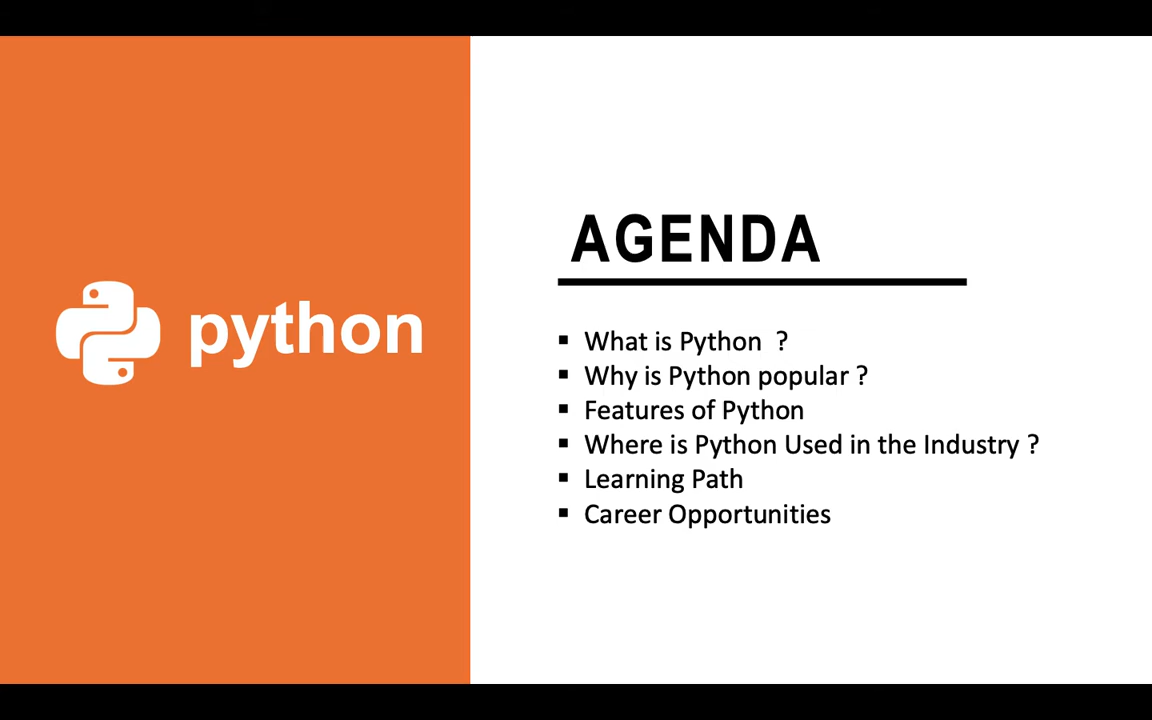 python
AGENDA
▪ What is Python  ?
▪ Why is Python popular ?
▪ Features of Python
▪ Where is Python Used in the Industry ?
▪ Learning Path
▪ Career Opportunities